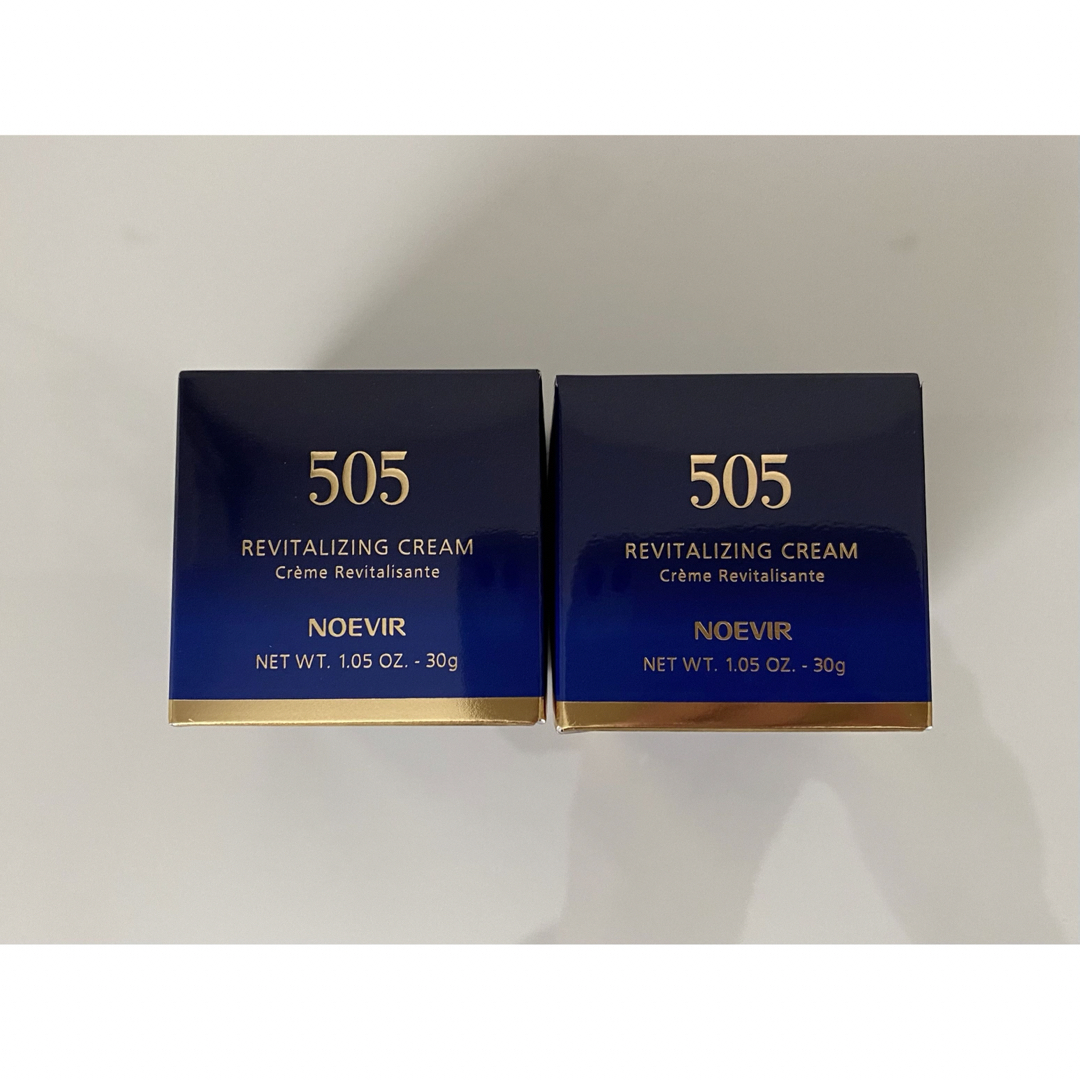 505
REVITALIZING CREAM
Crème Revitalisante
NOEVIR
NET WT. 1.05 OZ. - 30g
505
REVITALIZING CREAM
Crème Revitalisante
NOEVIR
NET WT. 1.05 OZ. - 30g